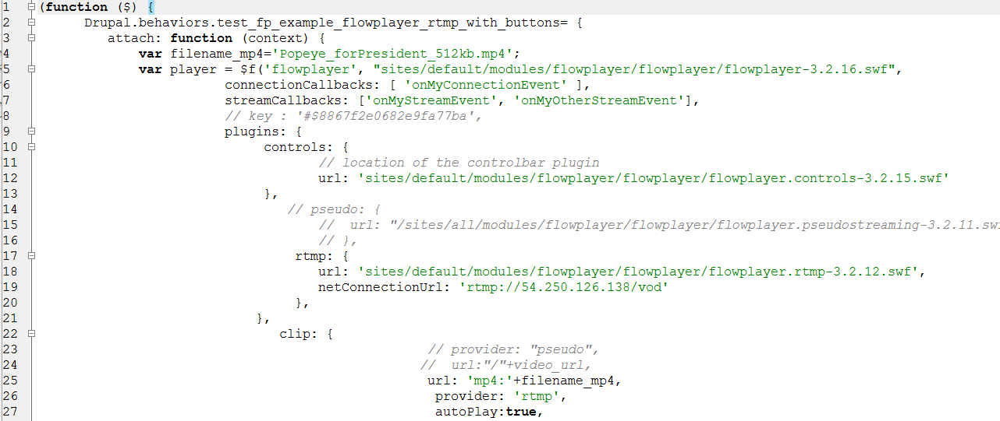 1 (function ($) {
2 Drupal.behaviors.test_fp_example_flowplayer_rtmp_with_buttons= {
3 attach: function (context) {
4 var filename_mp4='Popeye_forPresident_512kb.mp4';
5 var player = $f('flowplayer', "sites/default/modules/flowplayer/flowplayer/flowplayer-3.2.16.swf",
6 connectionCallbacks: [ 'onMyConnectionEvent' ],
7 streamCallbacks: ['onMyStreamEvent', 'onMyOtherStreamEvent'],
8 // key : '#$8867f2e0682e9fa77ba',
9 plugins: {
10 controls: {
11 // location of the controlbar plugin
12 url: 'sites/default/modules/flowplayer/flowplayer/flowplayer.controls-3.2.15.swf'
13 },
14 // pseudo: {
15 // url: "/sites/all/modules/flowplayer/flowplayer/flowplayer.pseudostreaming-3.2.11.swf
16 // },
17 rtmp: {
18 url: 'sites/default/modules/flowplayer/flowplayer/flowplayer.rtmp-3.2.12.swf',
19 netConnectionUrl: 'rtmp://54.250.126.138/vod'
20 },
21 },
22 clip: {
23 // provider: "pseudo",
24 // url:"/"+video_url,
25 url: 'mp4:'+filename_mp4,
26 provider: 'rtmp',
27 autoPlay:true,